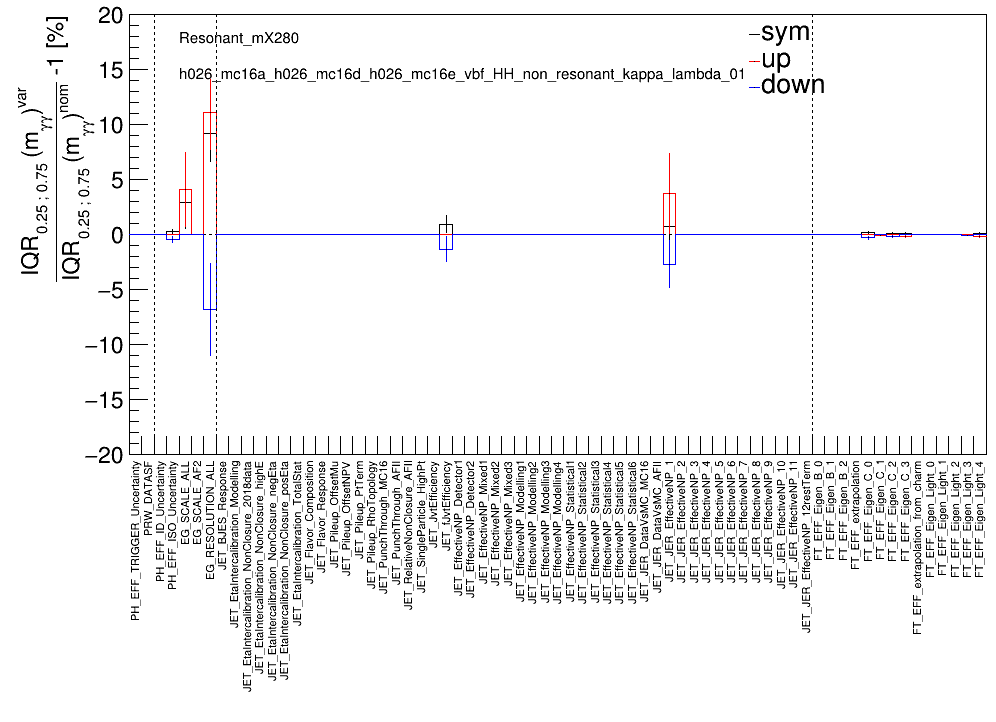 IQR0.25 ; 0.75 (mγγ)var
IQR0.25 ; 0.75 (mγγ)nom -1 [%]
20
15
10
5
0
−5
−10
−15
−20
Resonant_mX280
h026_mc16a_h026_mc16d_h026_mc16e_vbf_HH_non_resonant_kappa_lambda_01
sym
up
down
PH_EFF_TRIGGER_Uncertainty
PRW_DATASF
PH_EFF_ID_Uncertainty
PH_EFF_ISO_Uncertainty
EG_SCALE_ALL
EG_SCALE_AF2
EG_RESOLUTION_ALL
JET_BJES_Response
JET_EtaIntercalibration_Modelling
JET_EtaIntercalibration_NonClosure_2018data
JET_EtaIntercalibration_NonClosure_highE
JET_EtaIntercalibration_NonClosure_negEta
JET_EtaIntercalibration_NonClosure_posEta
JET_EtaIntercalibration_TotalStat
JET_Flavor_Composition
JET_Flavor_Response
JET_Pileup_OffsetMu
JET_Pileup_OffsetNPV
JET_Pileup_PtTerm
JET_Pileup_RhoTopology
JET_PunchThrough_MC16
JET_PunchThrough_AFII
JET_RelativeNonClosure_AFII
JET_SingleParticle_HighPt
JET_JvtEfficiency
JET_fJvtEfficiency
JET_EffectiveNP_Detector1
JET_EffectiveNP_Detector2
JET_EffectiveNP_Mixed1
JET_EffectiveNP_Mixed2
JET_EffectiveNP_Mixed3
JET_EffectiveNP_Modelling1
JET_EffectiveNP_Modelling2
JET_EffectiveNP_Modelling3
JET_EffectiveNP_Modelling4
JET_EffectiveNP_Statistical1
JET_EffectiveNP_Statistical2
JET_EffectiveNP_Statistical3
JET_EffectiveNP_Statistical4
JET_EffectiveNP_Statistical5
JET_EffectiveNP_Statistical6
JET_JER_DataVsMC_MC16
JET_JER_DataVsMC_AFII
JET_JER_EffectiveNP_1
JET_JER_EffectiveNP_2
JET_JER_EffectiveNP_3
JET_JER_EffectiveNP_4
JET_JER_EffectiveNP_5
JET_JER_EffectiveNP_6
JET_JER_EffectiveNP_7
JET_JER_EffectiveNP_8
JET_JER_EffectiveNP_9
JET_JER_EffectiveNP_10
JET_JER_EffectiveNP_11
JET_JER_EffectiveNP_12restTerm
FT_EFF_Eigen_B_0
FT_EFF_Eigen_B_1
FT_EFF_Eigen_B_2
FT_EFF_extrapolation
FT_EFF_Eigen_C_0
FT_EFF_Eigen_C_1
FT_EFF_Eigen_C_2
FT_EFF_Eigen_C_3
FT_EFF_extrapolation_from_charm
FT_EFF_Eigen_Light_0
FT_EFF_Eigen_Light_1
FT_EFF_Eigen_Light_2
FT_EFF_Eigen_Light_3
FT_EFF_Eigen_Light_4